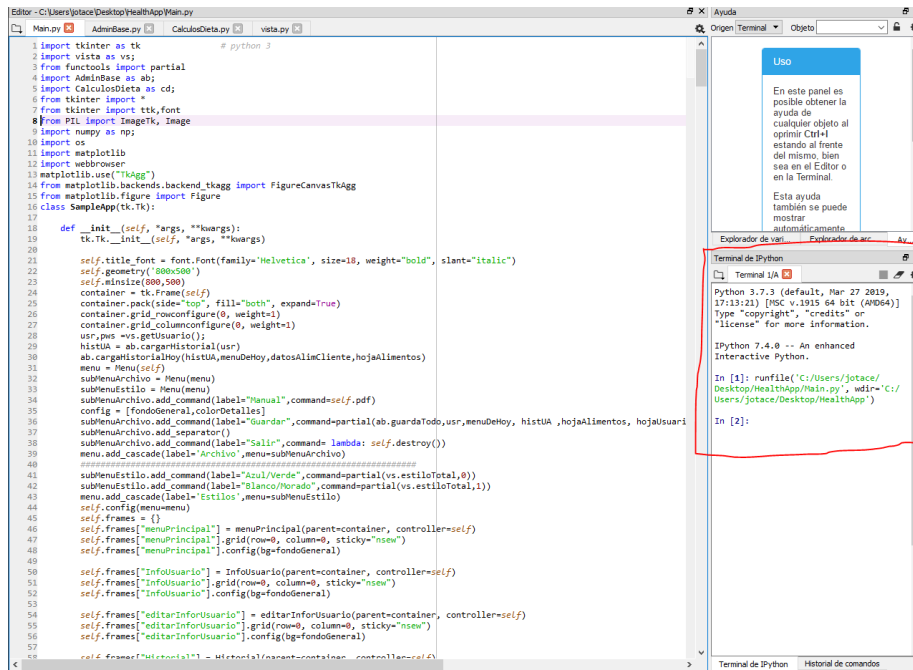 Editor - C:\Users\jotace\Desktop\HealthApp\Main.py
Main.py
AdminBase.py
CalculosDieta.py
vista.py
1 import tkinter as tk # python 3
2 import vista as vs;
3 from functools import partial
4 import AdminBase as ab;
5 import CalculosDieta as cd;
6 from tkinter import *
7 from tkinter import ttk,font
8 from PIL import ImageTk, Image
9 import numpy as np;
10 import os
11 import matplotlib
12 import webbrowser
13 matplotlib.use("TkAgg")
14 from matplotlib.backends.backend_tkagg import FigureCanvasTkAgg
15 from matplotlib.figure import Figure
16 class SampleApp(tk.Tk):
17
18 def __init__(self, *args, **kwargs):
19 tk.Tk.__init__(self, *args, **kwargs)
20
21 self.title_font = font.Font(family='Helvetica', size=18, weight="bold", slant="italic")
22 self.geometry('800x500')
23 self.minsize(800,500)
24 container = tk.Frame(self)
25 container.pack(side="top", fill="both", expand=True)
26 container.grid_rowconfigure(0, weight=1)
27 container.grid_columnconfigure(0, weight=1)
28 usr,pws =vs.getUsuario();
29 histUA = ab.cargarHistorial(usr)
30 ab.cargaHistorialHoy(histUA,menuDeHoy,datosAlimCliente,hojaAlimentos)
31 menu = Menu(self)
32 subMenuArchivo = Menu(menu)
33 subMenuEstilo = Menu(menu)
34 subMenuArchivo.add_command(label="Manual",command=self.pdf)
35 config = [fondoGeneral,colorDetalles]
36 subMenuArchivo.add_command(label="Guardar",command=partial(ab.guardaTodo,usr,menuDeHoy, histUA ,hojaAlimentos, hojaUsuari
37 subMenuArchivo.add_separator()
38 subMenuArchivo.add_command(label="Salir",command= lambda: self.destroy())
39 menu.add_cascade(label='Archivo',menu=subMenuArchivo)
40 ################################################################
41 subMenuEstilo.add_command(label="Azul/Verde",command=partial(vs.estiloTotal,0))
42 subMenuEstilo.add_command(label="Blanco/Morado",command=partial(vs.estiloTotal,1))
43 menu.add_cascade(label='Estilos',menu=subMenuEstilo)
44 self.config(menu=menu)
45 self.frames = {}
46 self.frames["menuPrincipal"] = menuPrincipal(parent=container, controller=self)
47 self.frames["menuPrincipal"].grid(row=0, column=0, sticky="nsew")
48 self.frames["menuPrincipal"].config(bg=fondoGeneral)
49
50 self.frames["InfoUsuario"] = InfoUsuario(parent=container, controller=self)
51 self.frames["InfoUsuario"].grid(row=0, column=0, sticky="nsew")
52 self.frames["InfoUsuario"].config(bg=fondoGeneral)
53
54 self.frames["editarInforUsuario"] = editarInforUsuario(parent=container, controller=self)
55 self.frames["editarInforUsuario"].grid(row=0, column=0, sticky="nsew")
56 self.frames["editarInforUsuario"].config(bg=fondoGeneral)
57
58 self.frames["Historial"] = Historial(parent=container, controller=self)
Ayuda
Origen Terminal Objeto
Uso
En este panel es
posible obtener la
ayuda de
cualquier objeto al
oprimir Ctrl+I
estando al frente
del mismo, bien
sea en el Editor o
en la Terminal.
Esta ayuda
también se puede
mostrar
automáticamente
Explorador de vari... Explorador de arc... Ay
Terminal de IPython
Terminal 1/A
Python 3.7.3 (default, Mar 27 2019,
17:13:21) [MSC v.1915 64 bit (AMD64)]
Type "copyright", "credits" or
"license" for more information.
IPython 7.4.0 -- An enhanced
Interactive Python.
In [1]: runfile('C:/Users/jotace/
Desktop/HealthApp/Main.py', wdir='C:/
Users/jotace/Desktop/HealthApp')
In [2]:
Terminal de IPython Historial de comandos